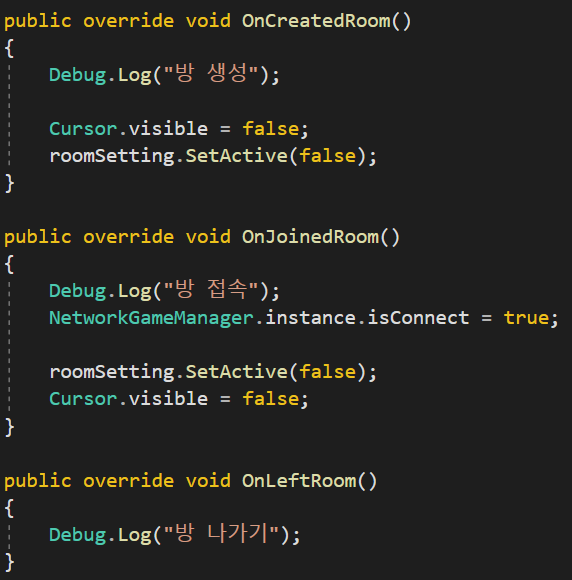 public override void OnCreatedRoom()
{
    Debug.Log("방 생성");
    Cursor.visible = false;
    roomSetting.SetActive(false);
}
public override void OnJoinedRoom()
{
    Debug.Log("방 접속");
    NetworkGameManager.instance.isConnect = true;
    roomSetting.SetActive(false);
    Cursor.visible = false;
}
public override void OnLeftRoom()
{
    Debug.Log("방 나가기");
}